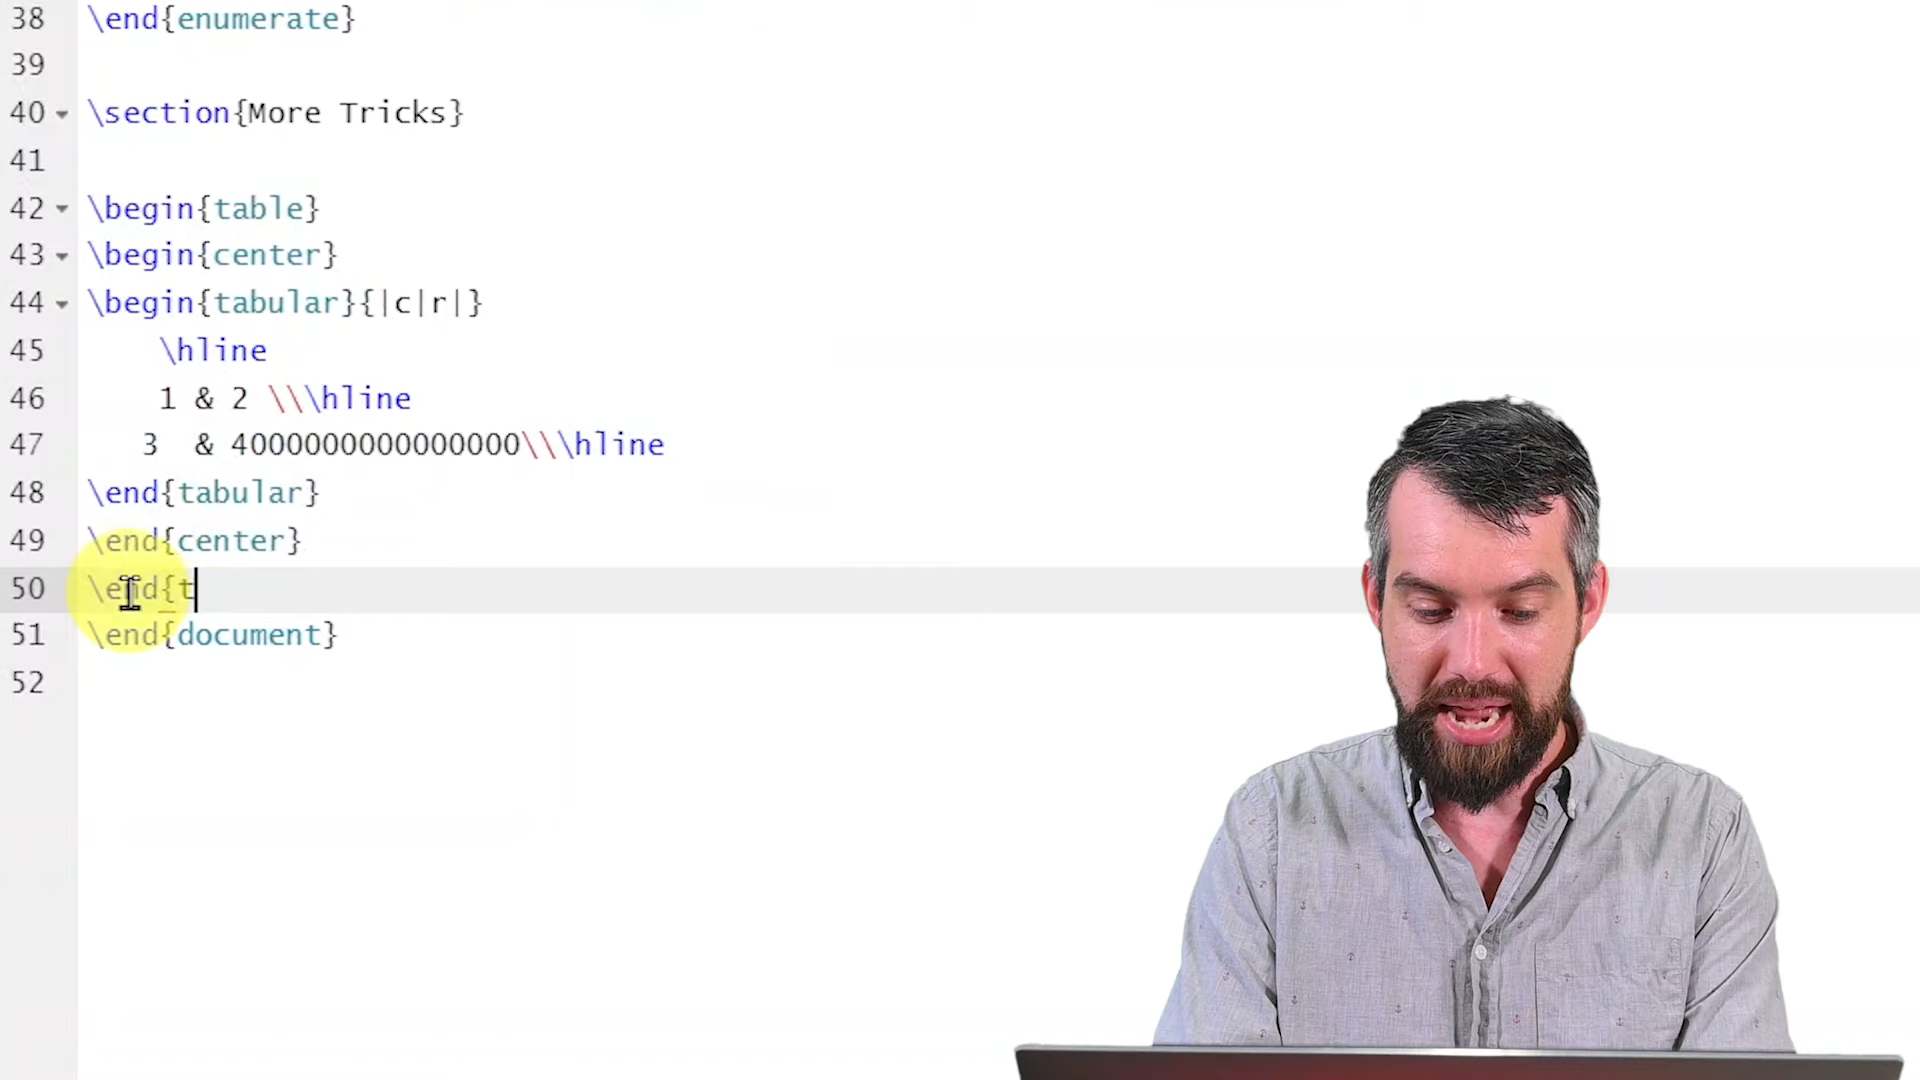 38 \end{enumerate}
39
40 \section{More Tricks}
41
42 \begin{table}
43 \begin{center}
44 \begin{tabular}{|c|r|}
45 \hline
46 1 & 2 \\\hline
47 3  & 4000000000000000\\\hline
48 \end{tabular}
49 \end{center}
50 \end{t
51 \end{document}
52